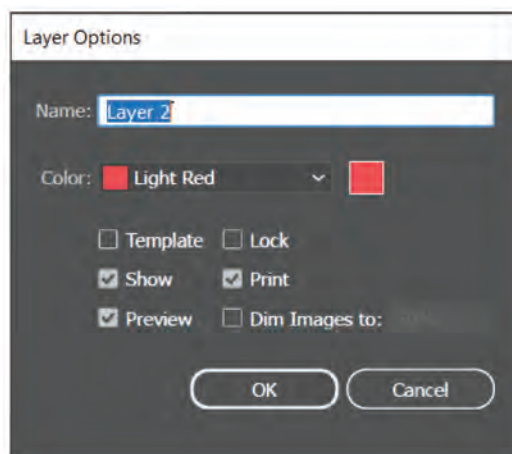 Layer Options
Name: Layer 2
Color: Light Red
Template Lock
Show Print
Preview Dim Images to:
OK Cancel